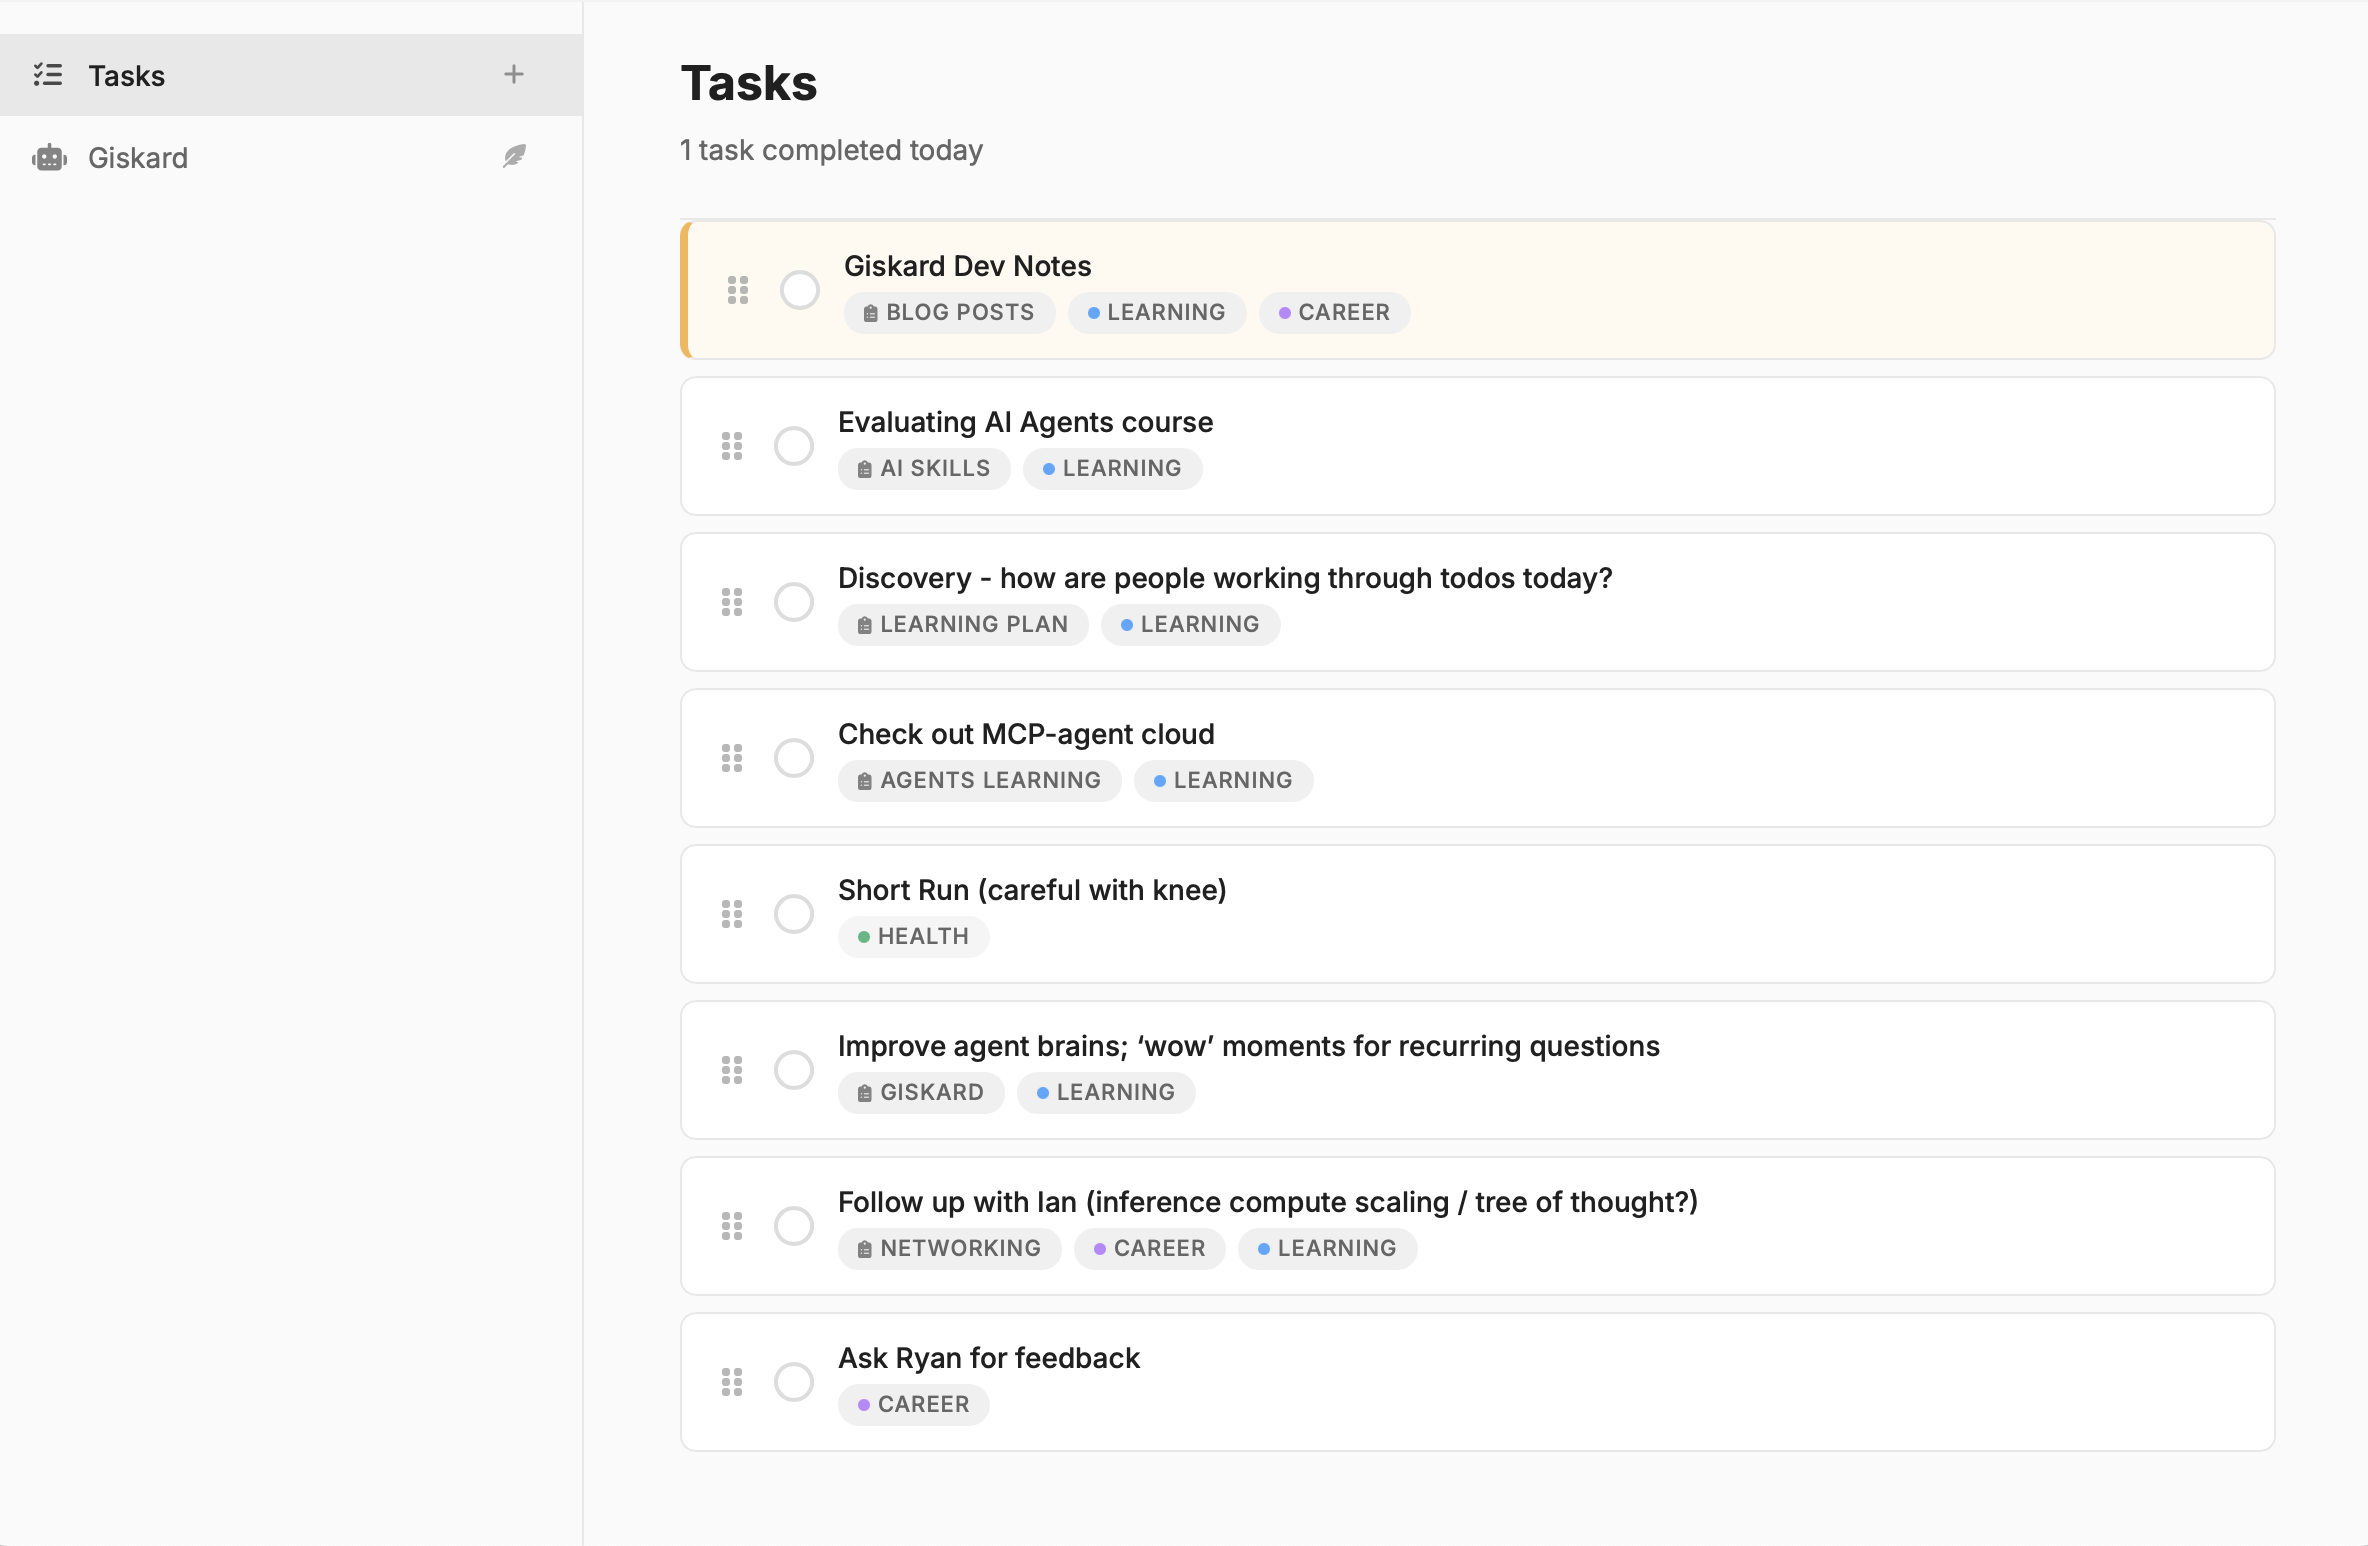 Tasks
Giskard
Tasks
1 task completed today
Giskard Dev Notes
BLOG POSTS LEARNING CAREER
Evaluating AI Agents course
AI SKILLS LEARNING
Discovery - how are people working through todos today?
LEARNING PLAN LEARNING
Check out MCP-agent cloud
AGENTS LEARNING LEARNING
Short Run (careful with knee)
HEALTH
Improve agent brains; ‘wow’ moments for recurring questions
GISKARD LEARNING
Follow up with Ian (inference compute scaling / tree of thought?)
NETWORKING CAREER LEARNING
Ask Ryan for feedback
CAREER